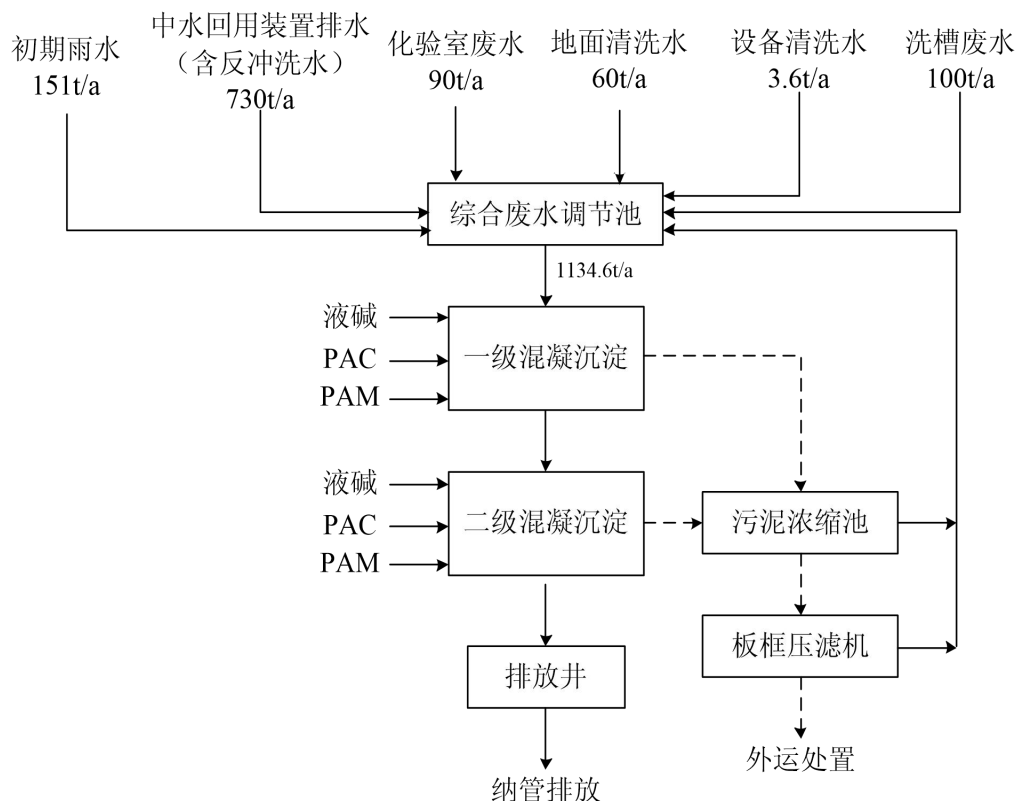 初期雨水
151t/a
中水回用装置排水
（含反冲洗水）
730t/a
化验室废水
90t/a
地面清洗水
60t/a
设备清洗水
3.6t/a
洗槽废水
100t/a
综合废水调节池
1134.6t/a
液碱
PAC
PAM
一级混凝沉淀
液碱
PAC
PAM
二级混凝沉淀
污泥浓缩池
板框压滤机
排放井
外运处置
纳管排放